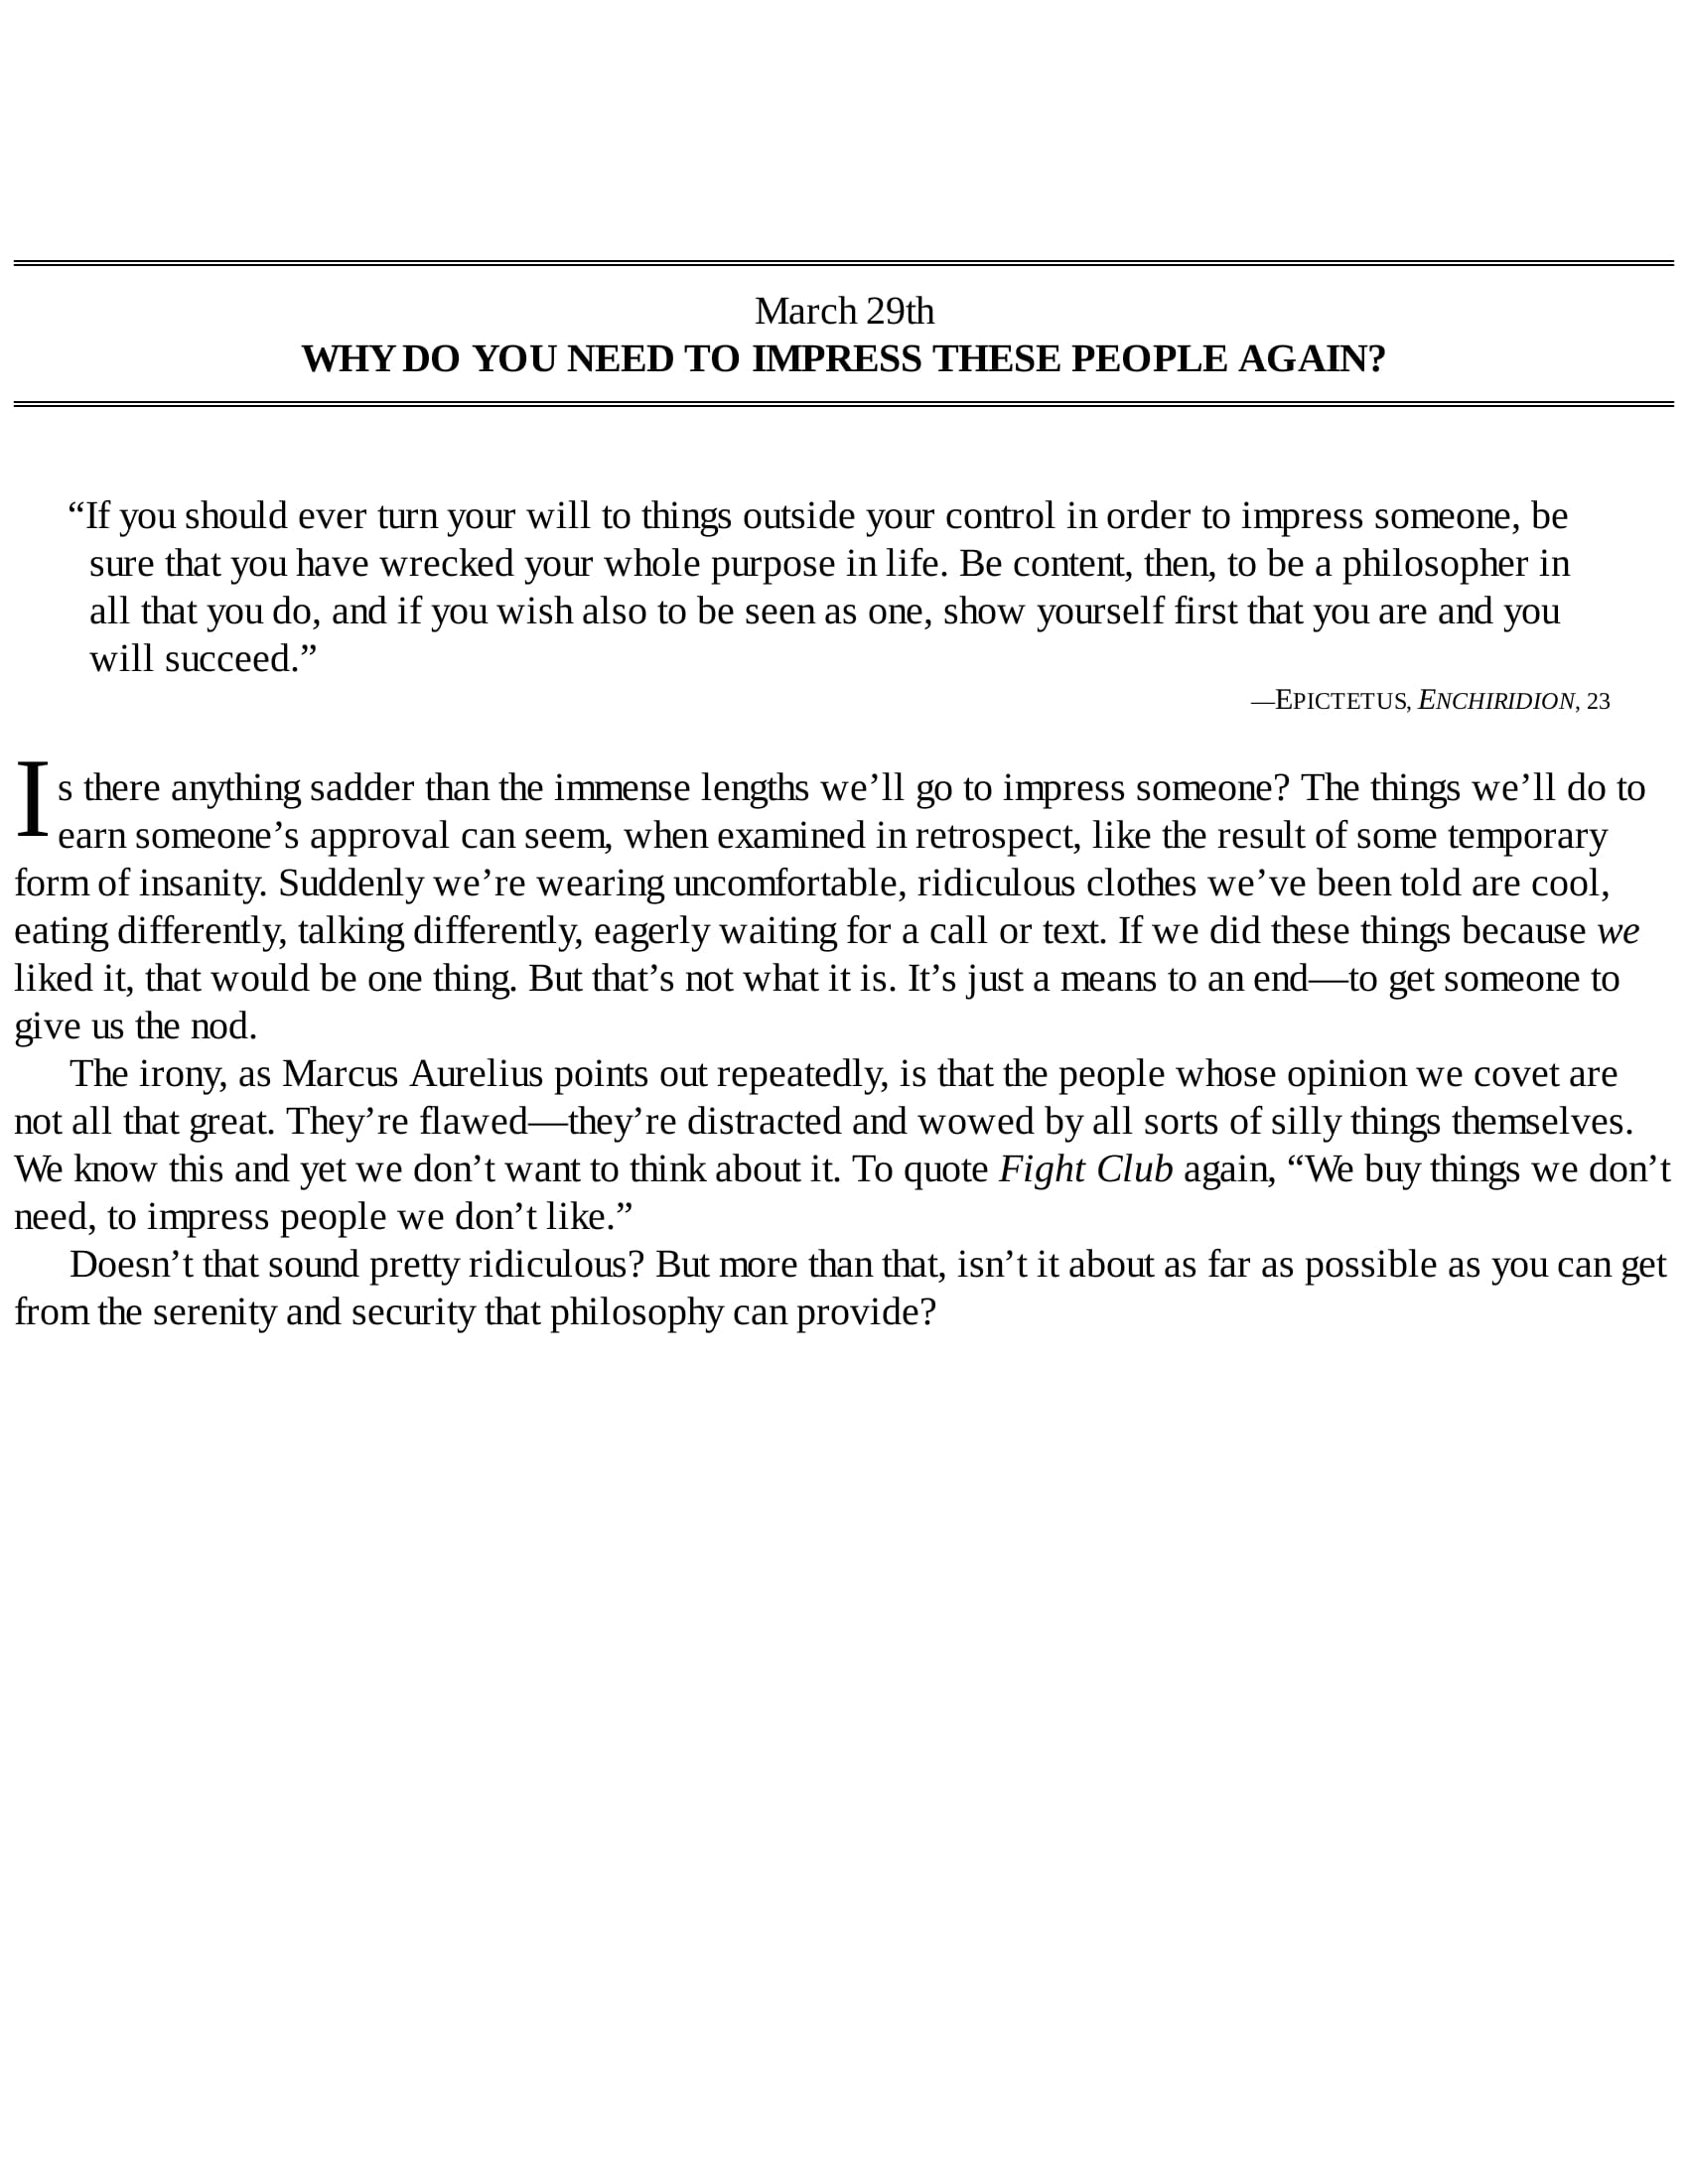 March 29th
WHY DO YOU NEED TO IMPRESS THESE PEOPLE AGAIN?
“If you should ever turn your will to things outside your control in order to impress someone, be
sure that you have wrecked your whole purpose in life. Be content, then, to be a philosopher in
all that you do, and if you wish also to be seen as one, show yourself first that you are and you
will succeed.”
—EPICTETUS, ENCHIRIDION, 23
Is there anything sadder than the immense lengths we’ll go to impress someone? The things we’ll do to
earn someone’s approval can seem, when examined in retrospect, like the result of some temporary
form of insanity. Suddenly we’re wearing uncomfortable, ridiculous clothes we’ve been told are cool,
eating differently, talking differently, eagerly waiting for a call or text. If we did these things because we
liked it, that would be one thing. But that’s not what it is. It’s just a means to an end—to get someone to
give us the nod.
The irony, as Marcus Aurelius points out repeatedly, is that the people whose opinion we covet are
not all that great. They’re flawed—they’re distracted and wowed by all sorts of silly things themselves.
We know this and yet we don’t want to think about it. To quote Fight Club again, “We buy things we don’t
need, to impress people we don’t like.”
Doesn’t that sound pretty ridiculous? But more than that, isn’t it about as far as possible as you can get
from the serenity and security that philosophy can provide?